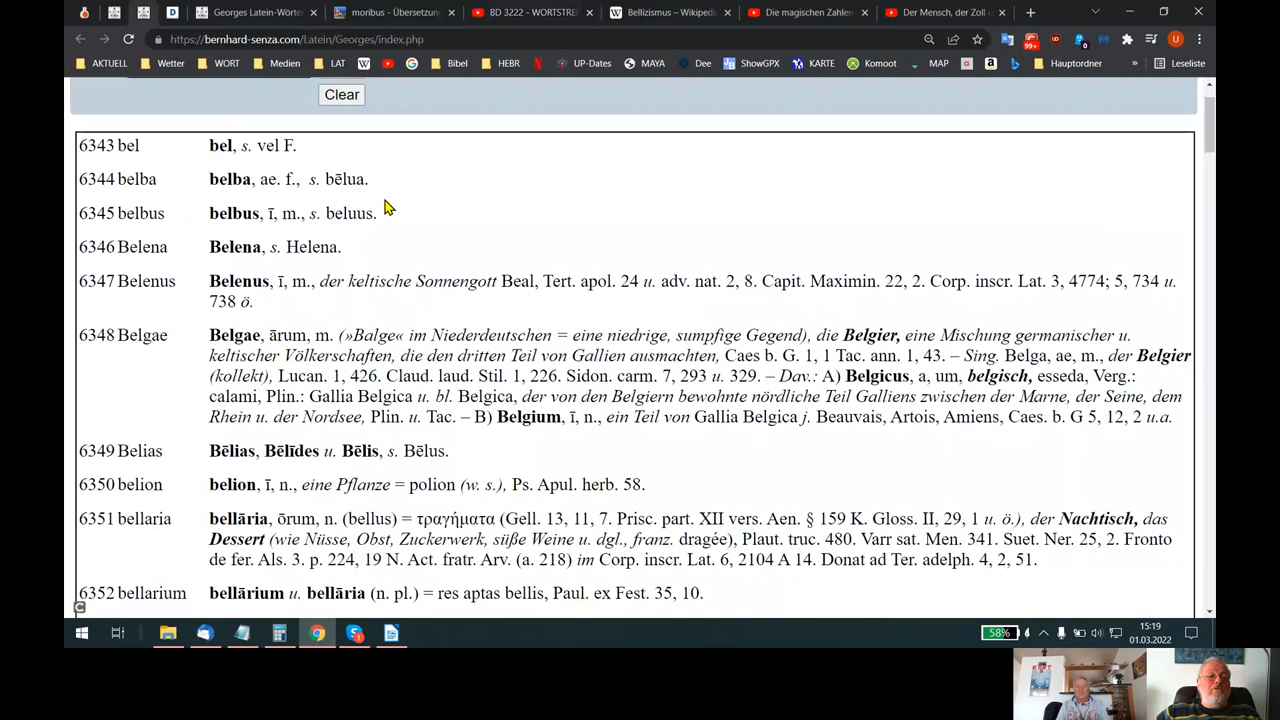 Georges Latein-Wörte
moribus - Übersetzung
BD 3222 - WORTSTRE
Bellizismus – Wikiped
Die magischen Zahlen
Der Mensch, der Zoll u
https://bernhard-senza.com/Latein/Georges/index.php
AKTUELL Wetter WORT Medien LAT Bibel HEBR UP-Dates MAYA Dee ShowGPX KARTE Komoot MAP Hauptordner » Leseliste
Clear
6343 bel bel, s. vel F.
6344 belba belba, ae. f., s. bēlua.
6345 belbus belbus, ī, m., s. beluus.
6346 Belena Belena, s. Helena.
6347 Belenus Belenus, ī, m., der keltische Sonnengott Beal, Tert. apol. 24 u. adv. nat. 2, 8. Capit. Maximin. 22, 2. Corp. inscr. Lat. 3, 4774; 5, 734 u.
738 ö.
6348 Belgae Belgae, ārum, m. (»Balge« im Niederdeutschen = eine niedrige, sumpfige Gegend), die Belgier, eine Mischung germanischer u.
keltischer Völkerschaften, die den dritten Teil von Gallien ausmachten, Caes b. G. 1, 1 Tac. ann. 1, 43. – Sing. Belga, ae, m., der Belgier
(kollekt), Lucan. 1, 426. Claud. laud. Stil. 1, 226. Sidon. carm. 7, 293 u. 329. – Dav.: A) Belgicus, a, um, belgisch, esseda, Verg.:
calami, Plin.: Gallia Belgica u. bl. Belgica, der von den Belgiern bewohnte nördliche Teil Galliens zwischen der Marne, der Seine, dem
Rhein u. der Nordsee, Plin. u. Tac. – B) Belgium, ī, n., ein Teil von Gallia Belgica j. Beauvais, Artois, Amiens, Caes. b. G 5, 12, 2 u.a.
6349 Belias Bēlias, Bēlīdes u. Bēlis, s. Bēlus.
6350 belion belion, ī, n., eine Pflanze = polion (w. s.), Ps. Apul. herb. 58.
6351 bellaria bellāria, ōrum, n. (bellus) = τραγήματα (Gell. 13, 11, 7. Prisc. part. XII vers. Aen. § 159 K. Gloss. II, 29, 1 u. ö.), der Nachtisch, das
Dessert (wie Nüsse, Obst, Zuckerwerk, süße Weine u. dgl., franz. dragée), Plaut. truc. 480. Varr sat. Men. 341. Suet. Ner. 25, 2. Fronto
de fer. Als. 3. p. 224, 19 N. Act. fratr. Arv. (a. 218) im Corp. inscr. Lat. 6, 2104 A 14. Donat ad Ter. adelph. 4, 2, 51.
6352 bellarium bellārium u. bellāria (n. pl.) = res aptas bellis, Paul. ex Fest. 35, 10.
58%
15:19
01.03.2022